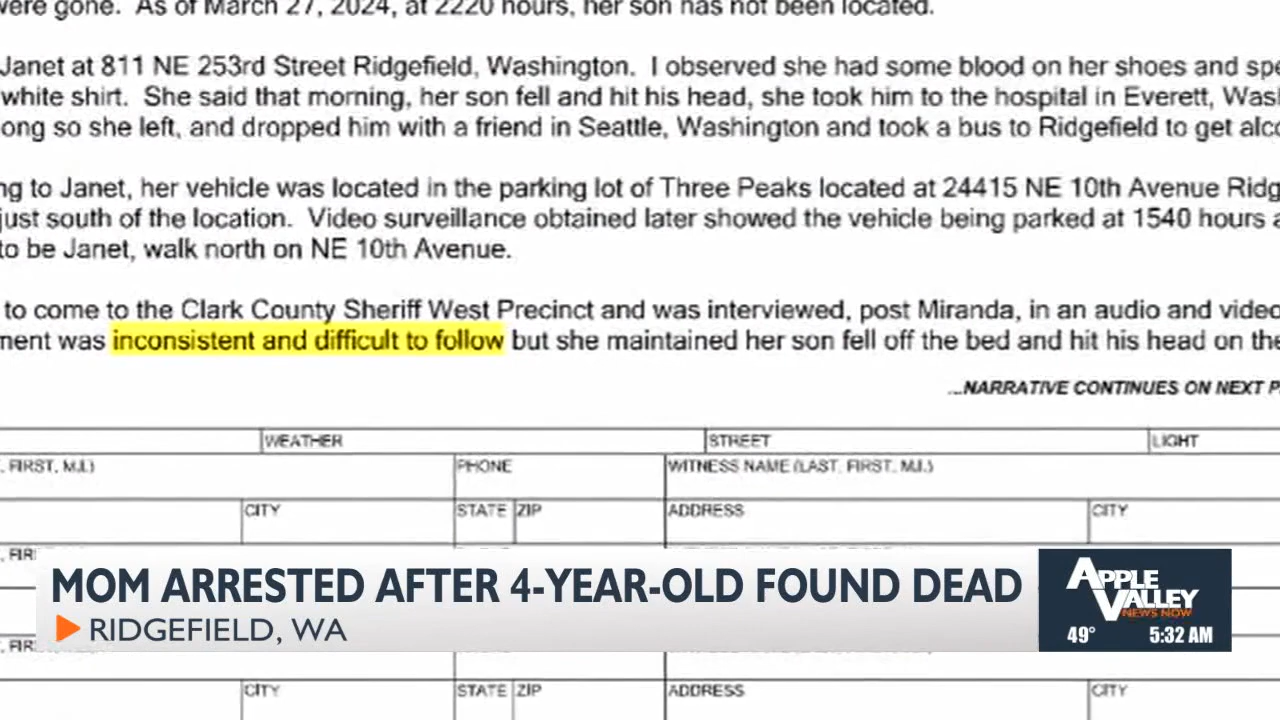 were gone. As of March 27, 2024, at 2220 hours, her son has not been located.
Janet at 811 NE 253rd Street Ridgefield, Washington. I observed she had some blood on her shoes and
white shirt. She said that morning, her son fell and hit his head, she took him to the hospital in Everett,
so she left, and dropped him with a friend in Seattle, Washington and took a bus to Ridgefield to get
to Janet, her vehicle was located in the parking lot of Three Peaks located at 24415 NE 10th Avenue
just south of the location. Video surveillance obtained later showed the vehicle being parked at 1540 hours
to be Janet, walk north on NE 10th Avenue.
to come to the Clark County Sheriff West Precinct and was interviewed, post Miranda, in an audio and video
was inconsistent and difficult to follow but she maintained her son fell off the bed and hit his head on the
...NARRATIVE CONTINUES ON NEXT
WEATHER STREET LIGHT
, FIRST, M.I.) PHONE WITNESS NAME (LAST, FIRST, M.I.)
CITY STATE ZIP ADDRESS CITY
MOM ARRESTED AFTER 4-YEAR-OLD FOUND DEAD
RIDGEFIELD, WA
APPLE
VALLEY
NEWS NOW
49° 5:32 AM
CITY STATE ZIP ADDRESS CITY